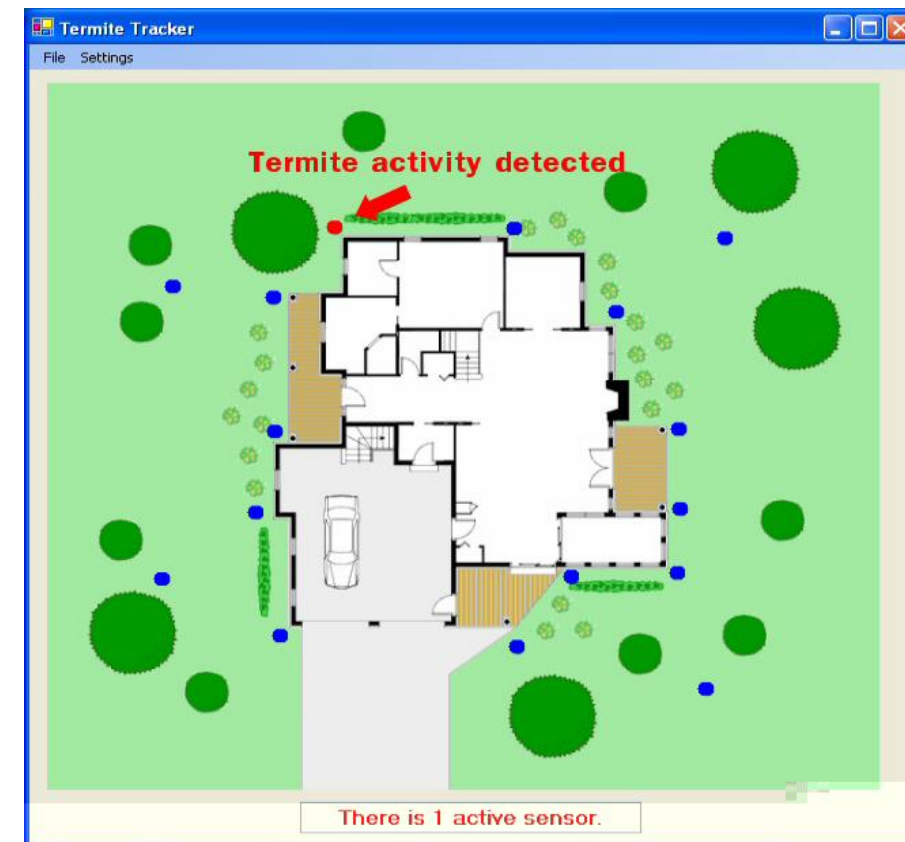 Termite Tracker
File Settings
Termite activity detected
There is 1 active sensor.